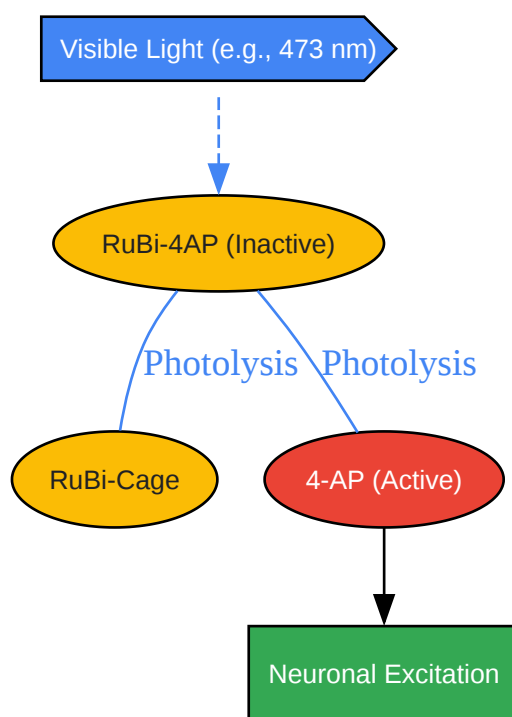 Visible Light (e.g., 473 nm)
RuBi-4AP (Inactive)
Photolysis
Photolysis
RuBi-Cage
4-AP (Active)
Neuronal Excitation